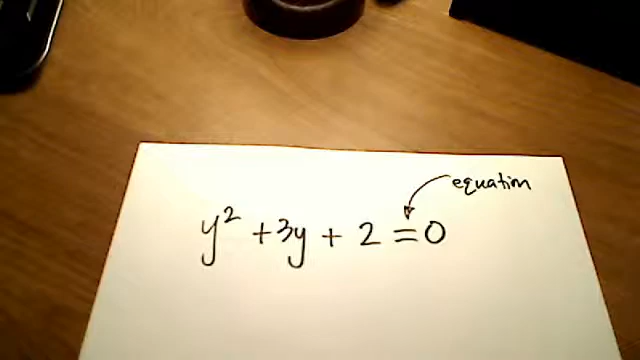 equation
y² + 3y + 2 = 0